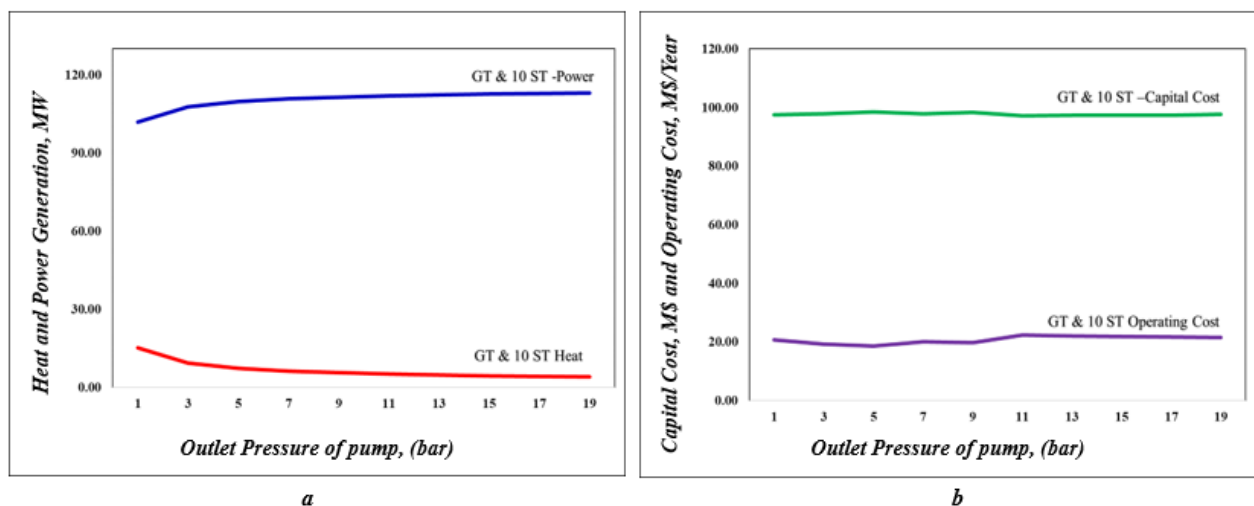 Heat and Power Generation, MW
120.00
90.00
60.00
30.00
0.00
GT & 10 ST -Power
GT & 10 ST Heat
1 3 5 7 9 11 13 15 17 19
Outlet Pressure of pump, (bar)
a
Capital Cost, M$ and Operating Cost, M$/Year
120.00
100.00
80.00
60.00
40.00
20.00
0.00
GT & 10 ST –Capital Cost
GT & 10 ST Operating Cost
1 3 5 7 9 11 13 15 17 19
Outlet Pressure of pump, (bar)
b